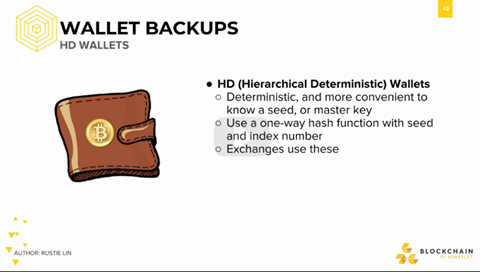 WALLET BACKUPS
HD WALLETS
● HD (Hierarchical Deterministic) Wallets
○ Deterministic, and more convenient to
know a seed, or master key
○ Use a one-way hash function with seed
and index number
○ Exchanges use these
AUTHOR: RUSTIE LIN
BLOCKCHAIN
AT BERKELEY